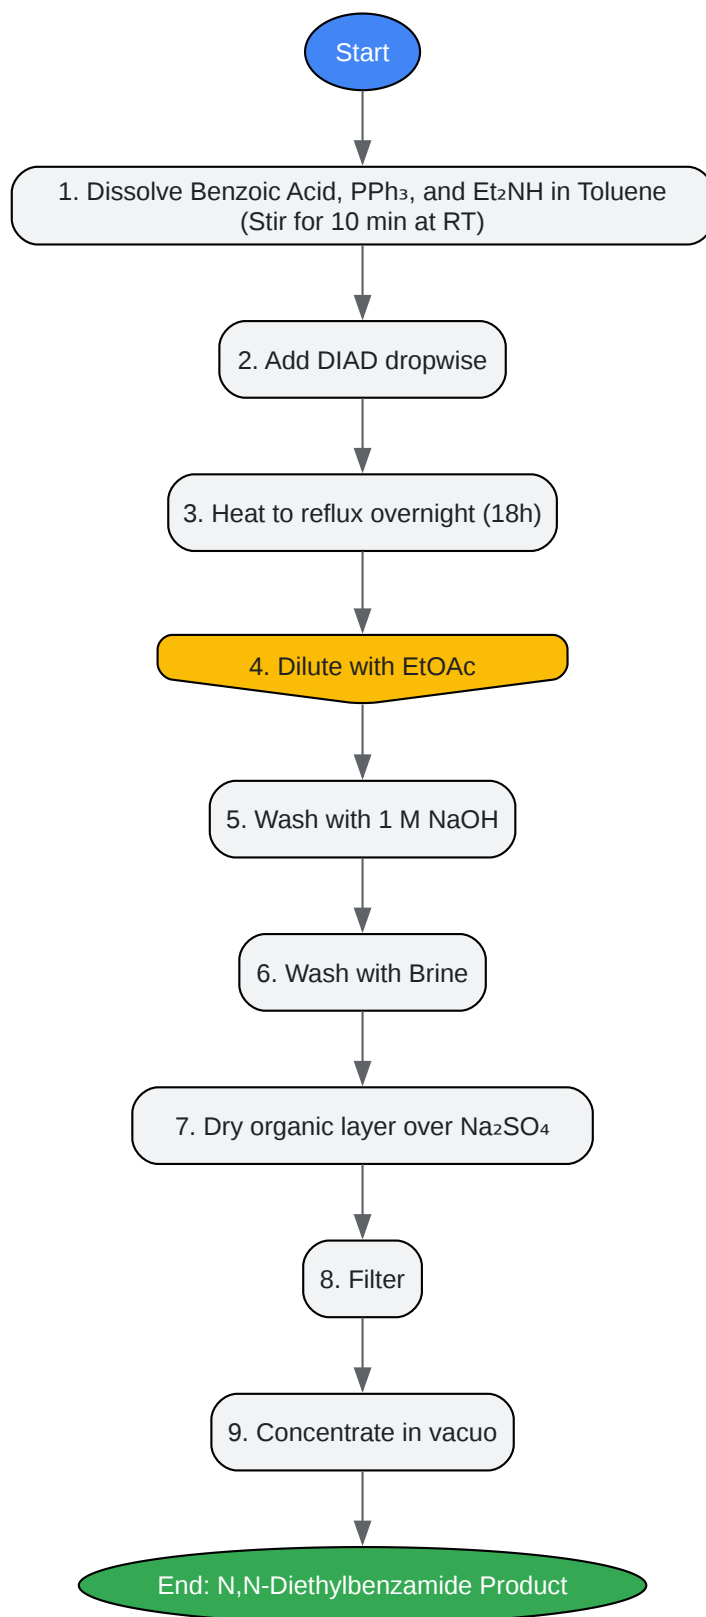 Start
1. Dissolve Benzoic Acid, PPh₃, and Et₂NH in Toluene
(Stir for 10 min at RT)
2. Add DIAD dropwise
3. Heat to reflux overnight (18h)
4. Dilute with EtOAc
5. Wash with 1 M NaOH
6. Wash with Brine
7. Dry organic layer over Na₂SO₄
8. Filter
9. Concentrate in vacuo
End: N,N-Diethylbenzamide Product